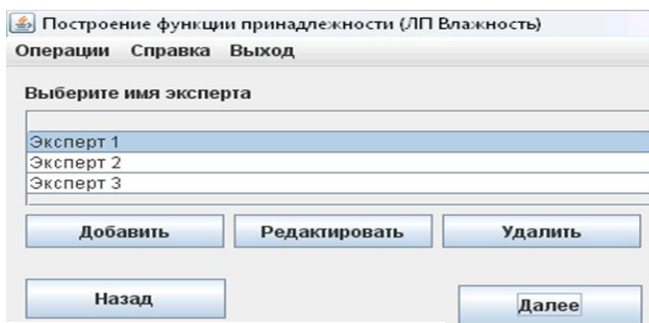 Построение функции принадлежности (ЛП Влажность)
Операции Справка Выход
Выберите имя эксперта
Эксперт 1
Эксперт 2
Эксперт 3
Добавить Редактировать Удалить
Назад Далее